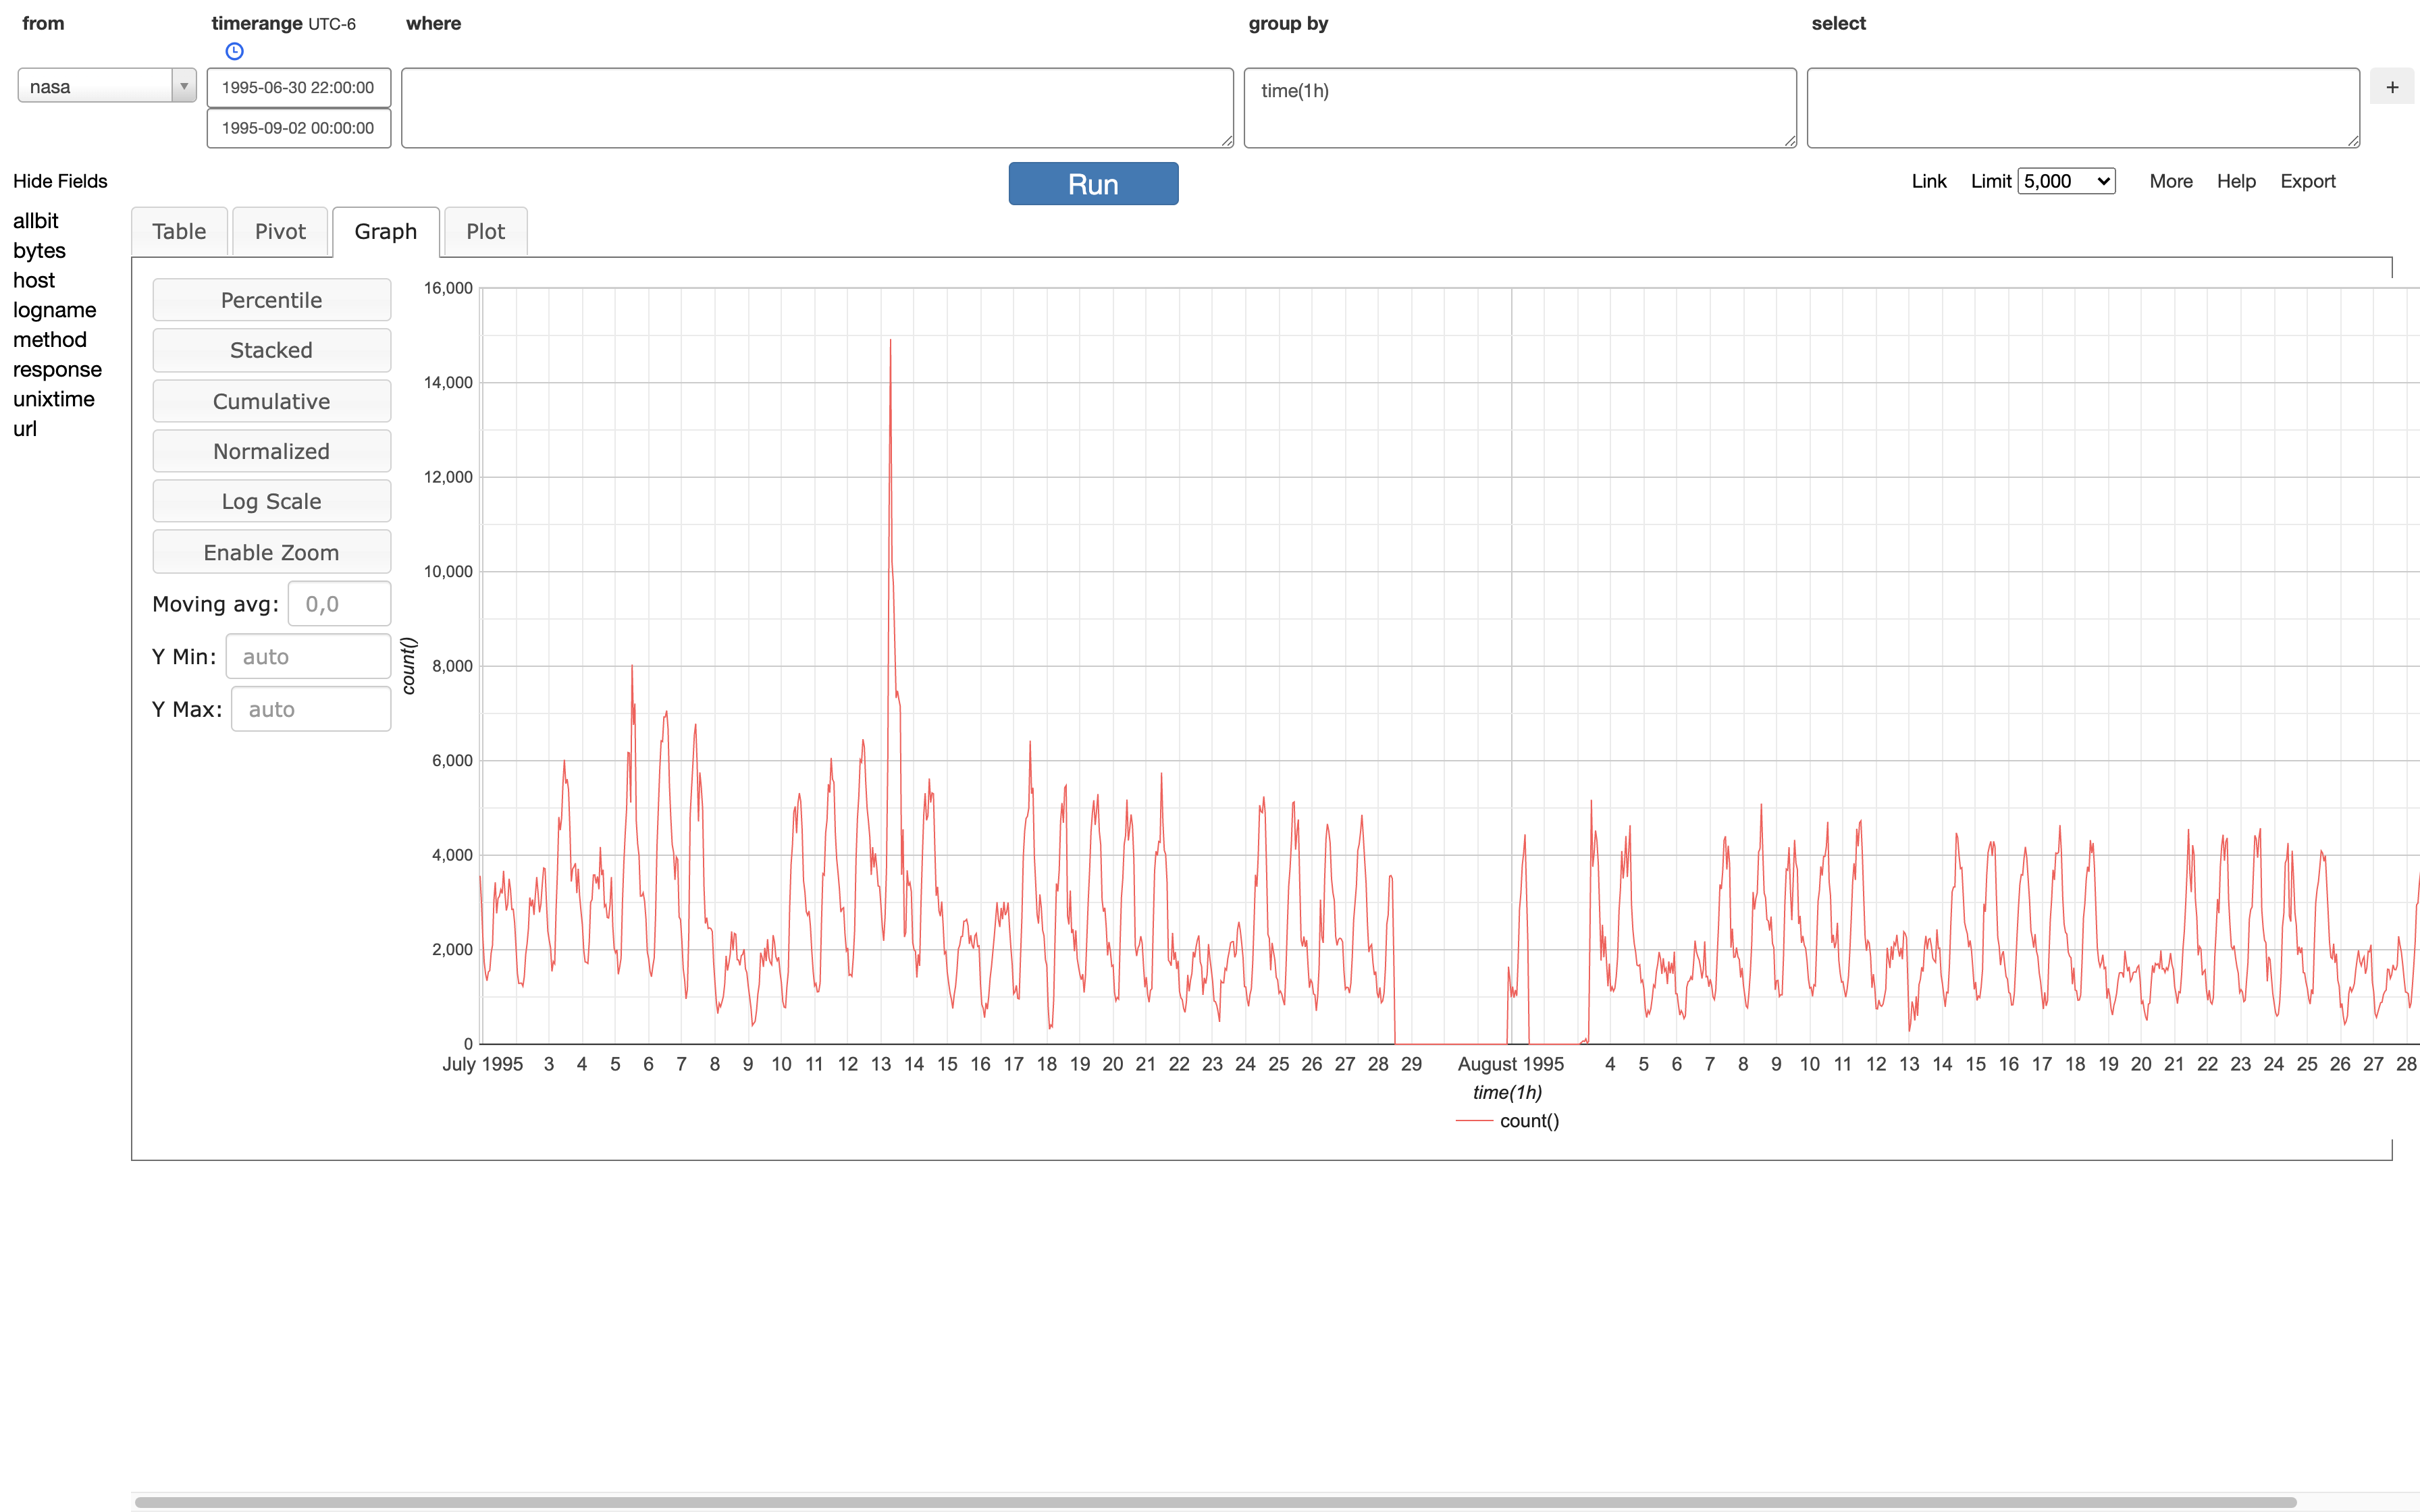 from timerange UTC-6 where group by select
nasa
1995-06-30 22:00:00
1995-09-02 00:00:00
time(1h)
+
Hide Fields
Run
Link Limit 5,000 More Help Export
allbit
bytes
host
logname
method
response
unixtime
url
Table Pivot Graph Plot
Percentile
Stacked
Cumulative
Normalized
Log Scale
Enable Zoom
Moving avg: 0,0
Y Min: auto
Y Max: auto
count()
16,000
14,000
12,000
10,000
8,000
6,000
4,000
2,000
0
July 1995 3 4 5 6 7 8 9 10 11 12 13 14 15 16 17 18 19 20 21 22 23 24 25 26 27 28 29 August 1995 4 5 6 7 8 9 10 11 12 13 14 15 16 17 18 19 20 21 22 23 24 25 26 27 28
time(1h)
count()